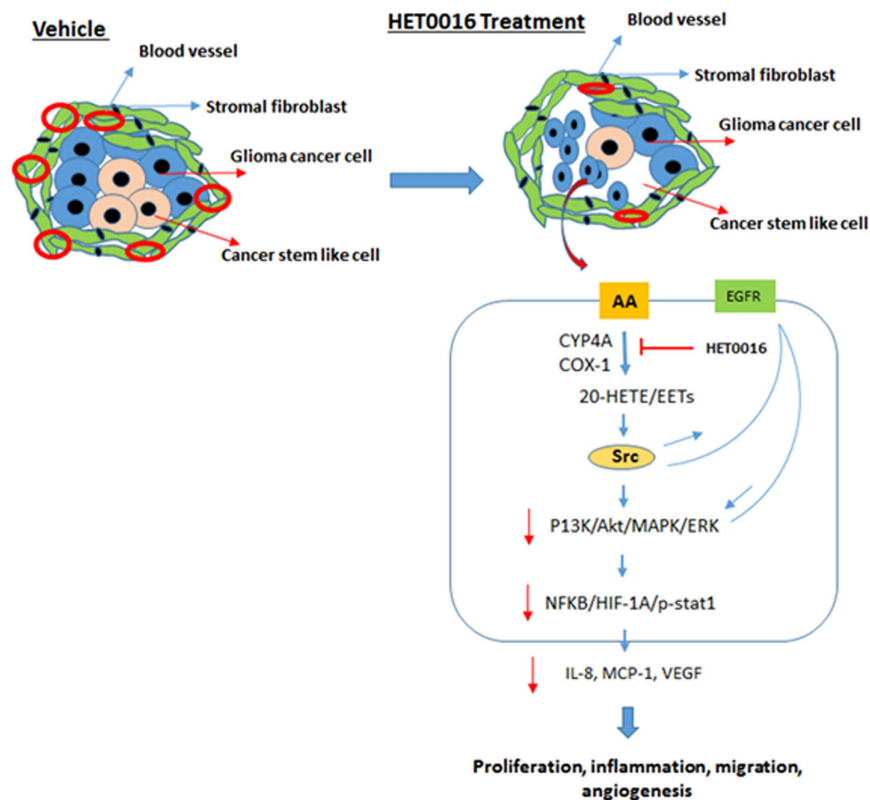 Vehicle
Blood vessel
Stromal fibroblast
Glioma cancer cell
Cancer stem like cell
HET0016 Treatment
Blood vessel
Stromal fibroblast
Glioma cancer cell
Cancer stem like cell
AA
EGFR
CYP4A
COX-1
HET0016
20-HETE/EETs
Src
P13K/Akt/MAPK/ERK
NFKB/HIF-1A/p-stat1
IL-8, MCP-1, VEGF
Proliferation, inflammation, migration,
angiogenesis